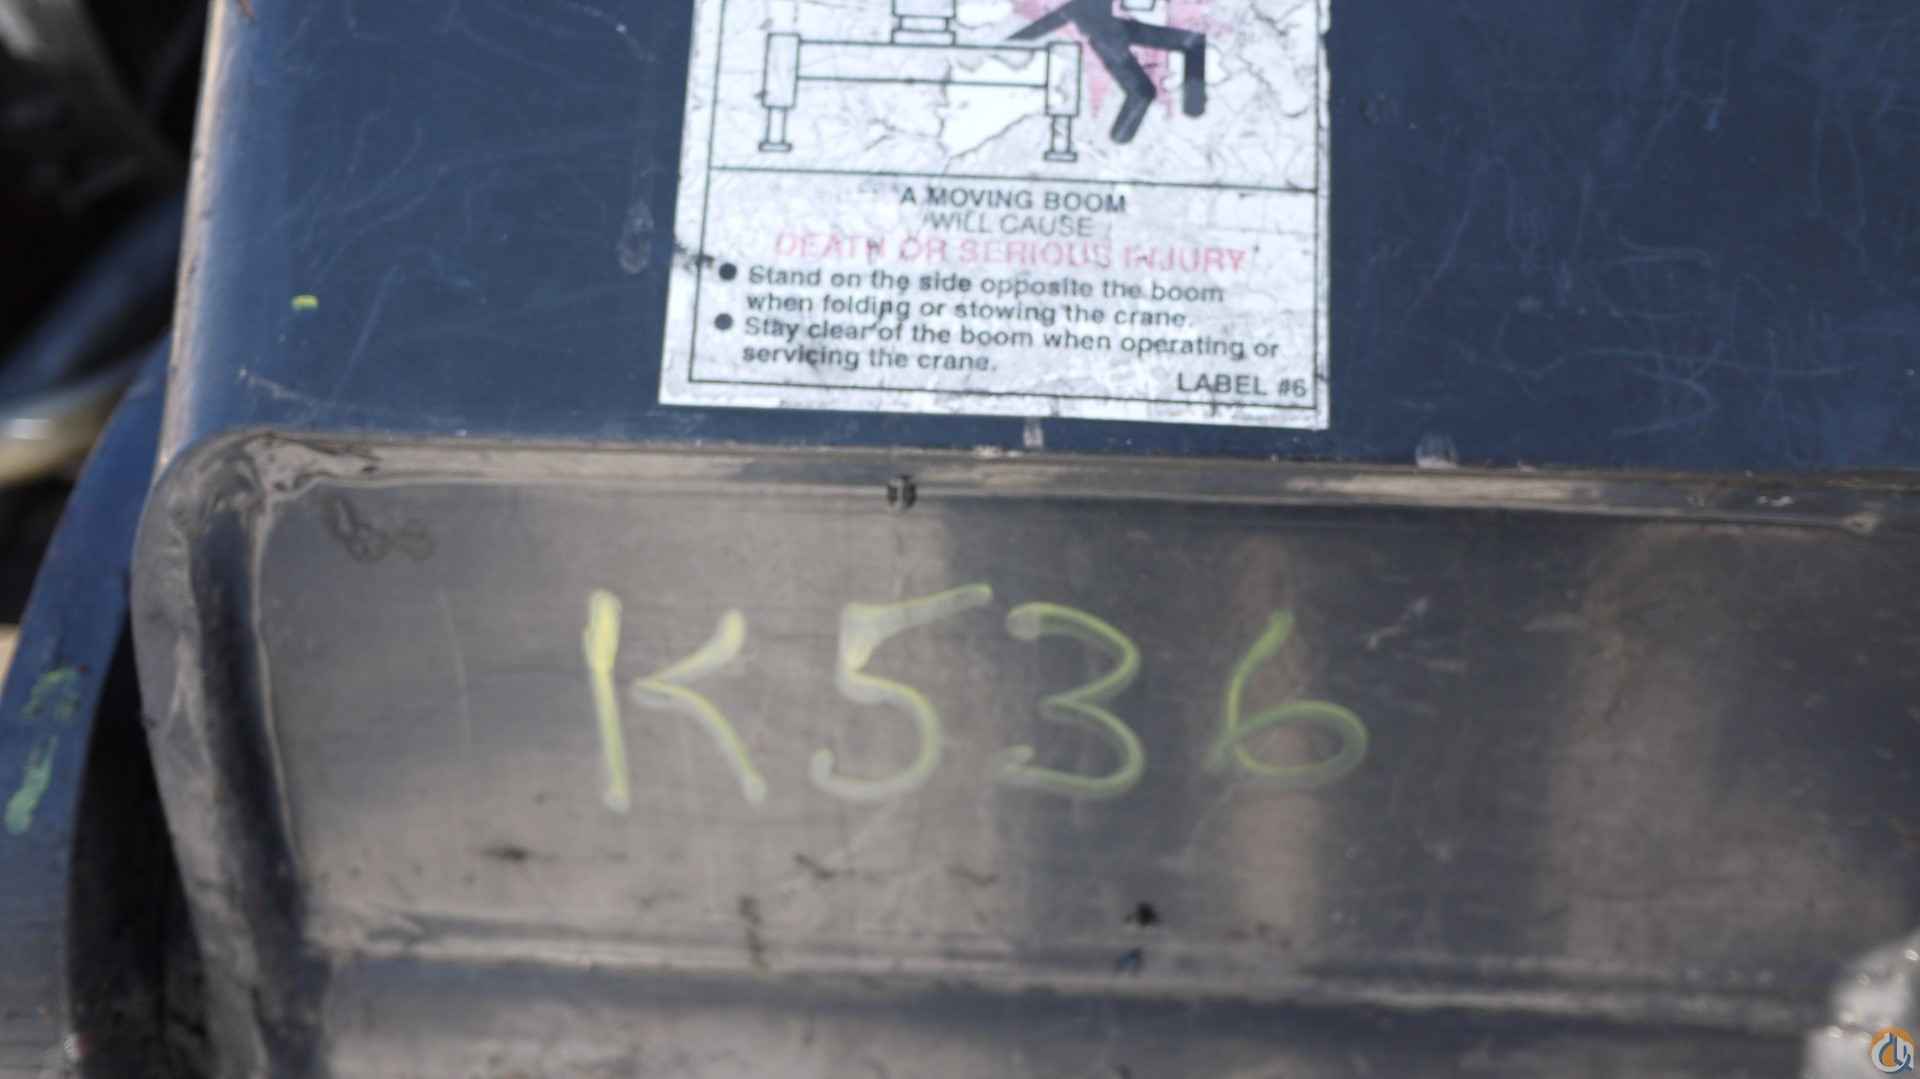 A MOVING BOOM
WILL CAUSE
DEATH OR SERIOUS INJURY
● Stand on the side opposite the boom
when folding or stowing the crane.
● Stay clear of the boom when operating or
servicing the crane.
LABEL #6
K536